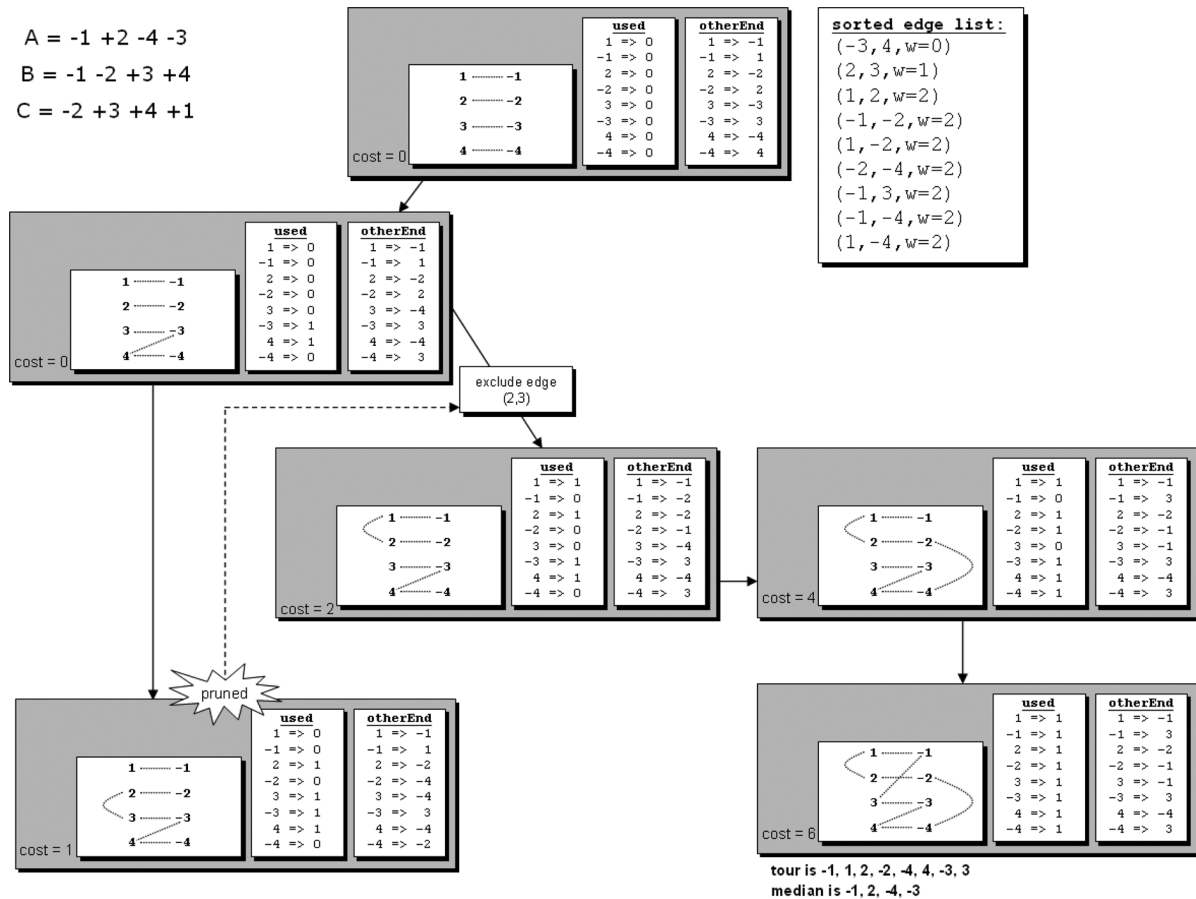 A = -1 +2 -4 -3
B = -1 -2 +3 +4
C = -2 +3 +4 +1
1 -1
2 -2
3 -3
4 -4
cost = 0
used
1 => 0
-1 => 0
2 => 0
-2 => 0
3 => 0
-3 => 0
4 => 0
-4 => 0
otherEnd
1 => -1
-1 => 1
2 => -2
-2 => 2
3 => -3
-3 => 3
4 => -4
-4 => 4
sorted edge list:
(-3,4,w=0)
(2,3,w=1)
(1,2,w=2)
(-1,-2,w=2)
(1,-2,w=2)
(-2,-4,w=2)
(-1,3,w=2)
(-1,-4,w=2)
(1,-4,w=2)
1 -1
2 -2
3 -3
4 -4
cost = 0
used
1 => 0
-1 => 0
2 => 0
-2 => 0
3 => 0
-3 => 1
4 => 1
-4 => 0
otherEnd
1 => -1
-1 => 1
2 => -2
-2 => 2
3 => -4
-3 => 3
4 => -4
-4 => 3
exclude edge
(2,3)
1 -1
2 -2
3 -3
4 -4
cost = 2
used
1 => 1
-1 => 0
2 => 1
-2 => 0
3 => 0
-3 => 1
4 => 1
-4 => 0
otherEnd
1 => -1
-1 => -2
2 => -2
-2 => -1
3 => -4
-3 => 3
4 => -4
-4 => 3
1 -1
2 -2
3 -3
4 -4
cost = 4
used
1 => 1
-1 => 0
2 => 1
-2 => 1
3 => 0
-3 => 1
4 => 1
-4 => 1
otherEnd
1 => -1
-1 => 3
2 => -2
-2 => -1
3 => -1
-3 => 3
4 => -4
-4 => 3
pruned
1 -1
2 -2
3 -3
4 -4
cost = 1
used
1 => 0
-1 => 0
2 => 1
-2 => 0
3 => 1
-3 => 1
4 => 1
-4 => 0
otherEnd
1 => -1
-1 => 1
2 => -2
-2 => -4
3 => -4
-3 => 3
4 => -4
-4 => -2
1 -1
2 -2
3 -3
4 -4
cost = 6
used
1 => 1
-1 => 1
2 => 1
-2 => 1
3 => 1
-3 => 1
4 => 1
-4 => 1
otherEnd
1 => -1
-1 => 3
2 => -2
-2 => -1
3 => -1
-3 => 3
4 => -4
-4 => 3
tour is -1, 1, 2, -2, -4, 4, -3, 3
median is -1, 2, -4, -3